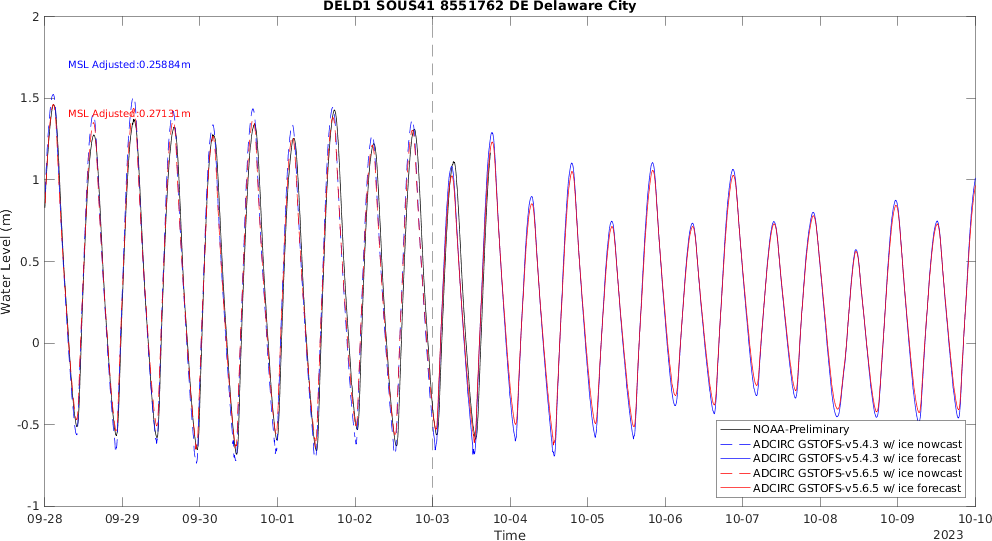 DELD1 SOUS41 8551762 DE Delaware City
MSL Adjusted:0.25884m
MSL Adjusted:0.27131m
Water Level (m)
2
1.5
1
0.5
0
-0.5
-1
NOAA-Preliminary
ADCIRC GSTOFS-v5.4.3 w/ ice nowcast
ADCIRC GSTOFS-v5.4.3 w/ ice forecast
ADCIRC GSTOFS-v5.6.5 w/ ice nowcast
ADCIRC GSTOFS-v5.6.5 w/ ice forecast
09-28 09-29 09-30 10-01 10-02 10-03 10-04 10-05 10-06 10-07 10-08 10-09 10-10
Time
2023